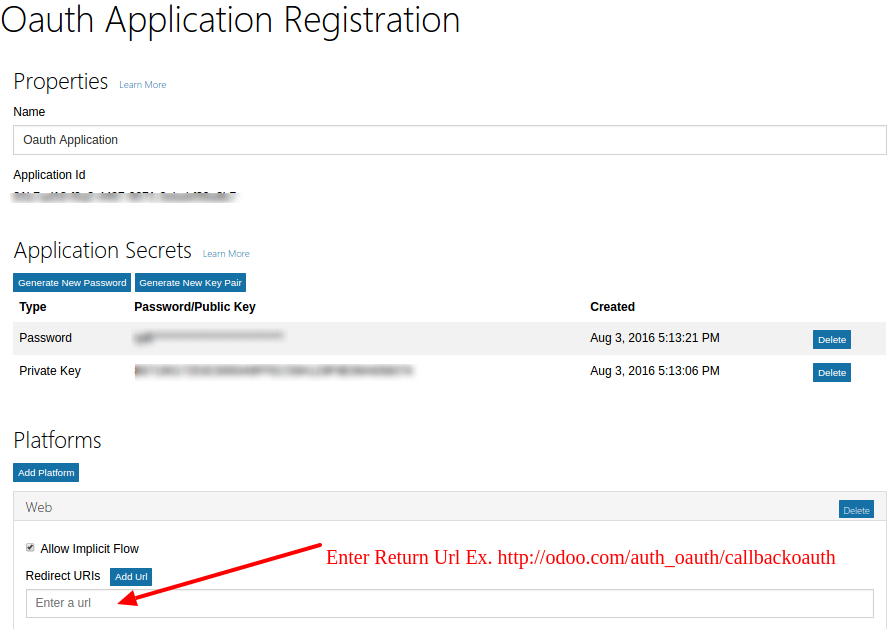 Oauth Application Registration
Properties Learn More
Name
Oauth Application
Application Id
Application Secrets Learn More
Generate New Password Generate New Key Pair
Type Password/Public Key Created
Password Aug 3, 2016 5:13:21 PM Delete
Private Key Aug 3, 2016 5:13:06 PM Delete
Platforms
Add Platform
Web Delete
Allow Implicit Flow
Enter Return Url Ex. http://odoo.com/auth_oauth/callbackoauth
Redirect URIs Add Url
Enter a url